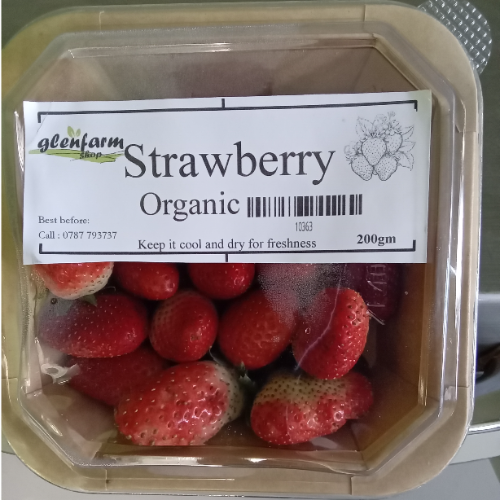 glenfarm
shop
Strawberry
Organic
10363
Best before:
Call : 0787 793737
Keep it cool and dry for freshness
200gm